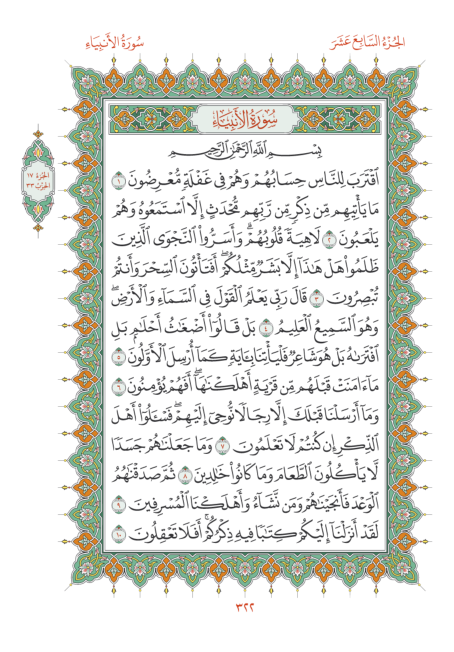 سُورَةُ الأَنبِيَاءِ
الجُزْءُ السَّابِعَ عَشَرَ
سُورَةُ الأَنبِيَاءِ
الجُزْءُ ١٧
الحِزْبُ ٣٣
بِسْمِ ٱللَّهِ ٱلرَّحْمَٰنِ ٱلرَّحِيمِ
ٱقْتَرَبَ لِلنَّاسِ حِسَابُهُمْ وَهُمْ فِي غَفْلَةٖ مُّعْرِضُونَ ١
مَا يَأْتِيهِم مِّن ذِكْرٖ مِّن رَّبِّهِم مُّحْدَثٍ إِلَّا ٱسْتَمَعُوهُ وَهُمْ
يَلْعَبُونَ ٢ لَاهِيَةٗ قُلُوبُهُمْۗ وَأَسَرُّواْ ٱلنَّجْوَى ٱلَّذِينَ
ظَلَمُواْ هَلْ هَٰذَآ إِلَّا بَشَرٞ مِّثْلُكُمْۖ أَفَتَأْتُونَ ٱلسِّحْرَ وَأَنتُمْ
تُبْصِرُونَ ٣ قَالَ رَبِّي يَعْلَمُ ٱلْقَوْلَ فِي ٱلسَّمَآءِ وَٱلْأَرْضِۖ
وَهُوَ ٱلسَّمِيعُ ٱلْعَلِيمُ ٤ بَلْ قَالُوٓاْ أَضْغَٰثُ أَحْلَٰمِۭ بَلِ
ٱفْتَرَىٰهُ بَلْ هُوَ شَاعِرٞ فَلْيَأْتِنَا بِـَٔايَةٖ كَمَآ أُرْسِلَ ٱلْأَوَّلُونَ ٥
مَآ ءَامَنَتْ قَبْلَهُم مِّن قَرْيَةٍ أَهْلَكْنَٰهَآۖ أَفَهُمْ يُؤْمِنُونَ ٦
وَمَآ أَرْسَلْنَا قَبْلَكَ إِلَّا رِجَالٗا نُّوحِيٓ إِلَيْهِمْۖ فَسْـَٔلُوٓاْ أَهْلَ
ٱلذِّكْرِ إِن كُنتُمْ لَا تَعْلَمُونَ ٧ وَمَا جَعَلْنَٰهُمْ جَسَدٗا
لَّا يَأْكُلُونَ ٱلطَّعَامَ وَمَا كَانُواْ خَٰلِدِينَ ٨ ثُمَّ صَدَقْنَٰهُمُ
ٱلْوَعْدَ فَأَنجَيْنَٰهُمْ وَمَن نَّشَآءُ وَأَهْلَكْنَا ٱلْمُسْرِفِينَ ٩
لَقَدْ أَنزَلْنَآ إِلَيْكُمْ كِتَٰبٗا فِيهِ ذِكْرُكُمْۚ أَفَلَا تَعْقِلُونَ ١٠
٣٢٢